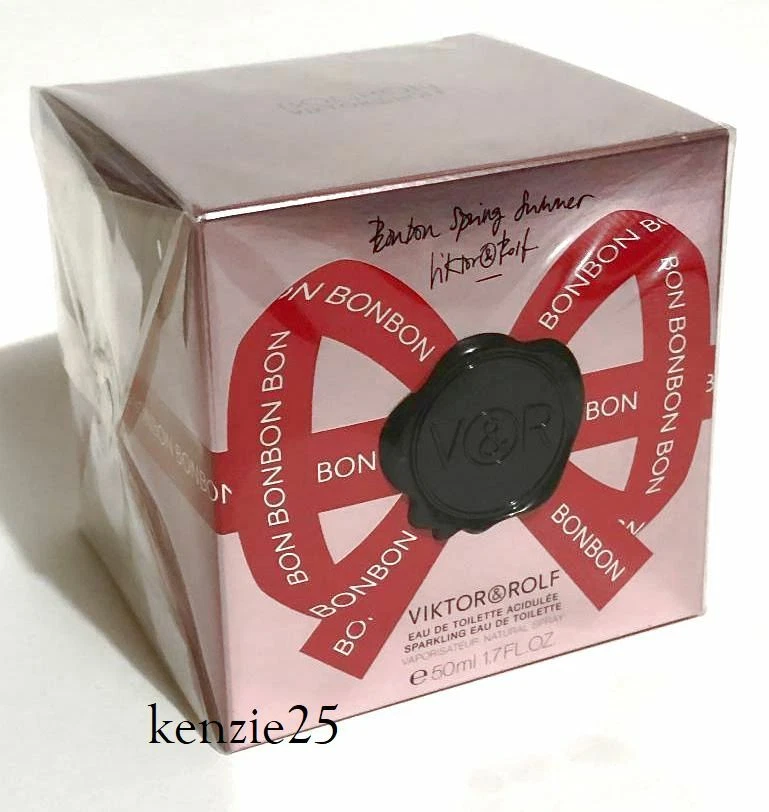 Bonbon Spring Summer
Viktor&Rolf
ON BONBON
BONBON BON
BON BONBON BON
BON BONBON BON
BON
BON
BON BONBON
V&R
BONBON
BO.
BONBON
VIKTOR&ROLF
EAU DE TOILETTE ACIDULÉE
SPARKLING EAU DE TOILETTE
VAPORISATEUR NATURAL SPRAY
e 50ml 1.7FL.OZ
kenzie25